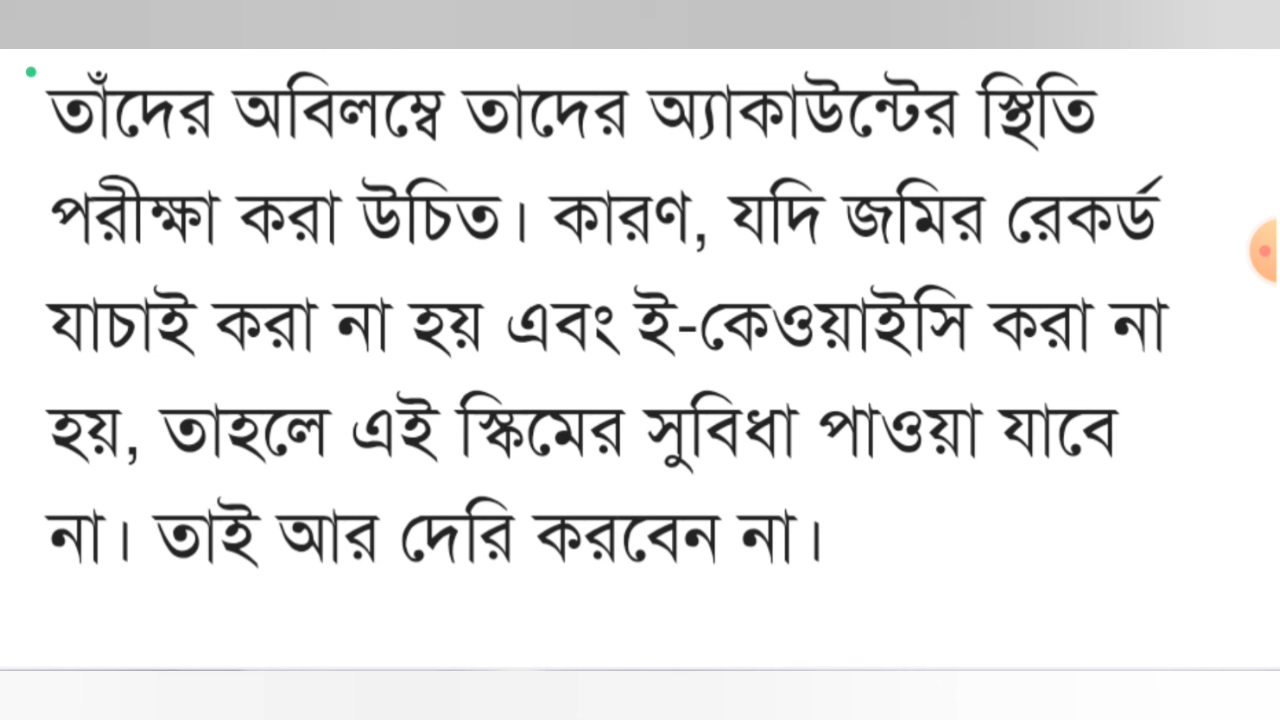 তাঁদের অবিলম্বে তাদের অ্যাকাউন্টের স্থিতি
পরীক্ষা করা উচিত। কারণ, যদি জমির রেকর্ড
যাচাই করা না হয় এবং ই-কেওয়াইসি করা না
হয়, তাহলে এই স্কিমের সুবিধা পাওয়া যাবে
না। তাই আর দেরি করবেন না।